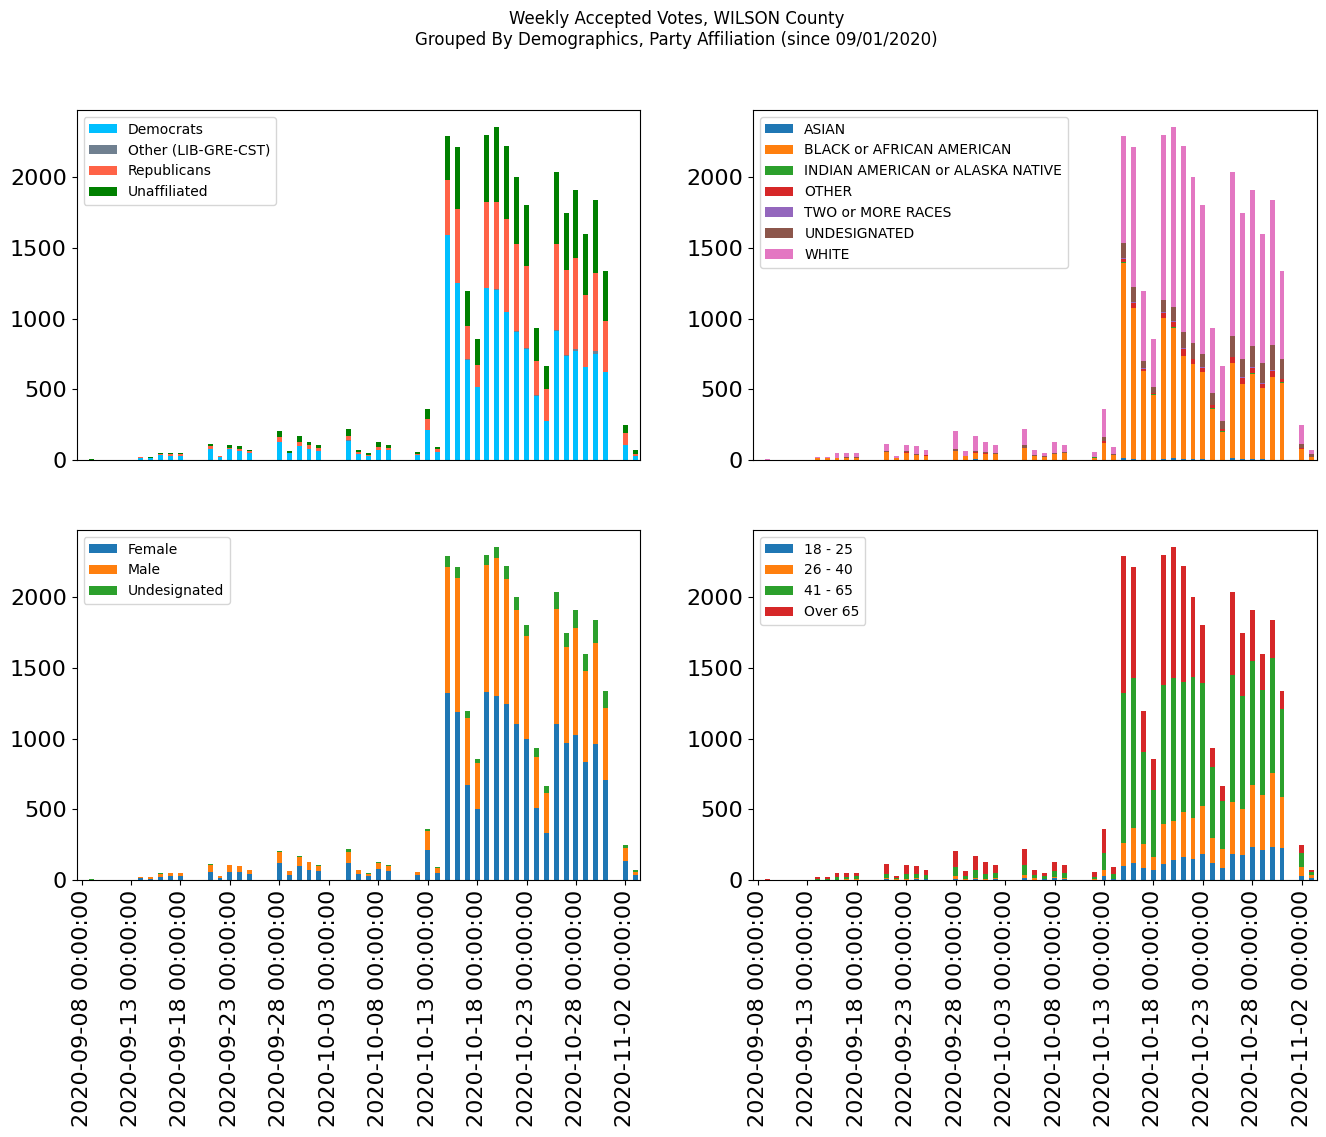 Weekly Accepted Votes, WILSON County
Grouped By Demographics, Party Affiliation (since 09/01/2020)
Democrats
Other (LIB-GRE-CST)
Republicans
Unaffiliated
2000
1500
1000
500
0
ASIAN
BLACK or AFRICAN AMERICAN
INDIAN AMERICAN or ALASKA NATIVE
OTHER
TWO or MORE RACES
UNDESIGNATED
WHITE
2000
1500
1000
500
0
Female
Male
Undesignated
2000
1500
1000
500
0
2020-09-08 00:00:00
2020-09-13 00:00:00
2020-09-18 00:00:00
2020-09-23 00:00:00
2020-09-28 00:00:00
2020-10-03 00:00:00
2020-10-08 00:00:00
2020-10-13 00:00:00
2020-10-18 00:00:00
2020-10-23 00:00:00
2020-10-28 00:00:00
2020-11-02 00:00:00
18 - 25
26 - 40
41 - 65
Over 65
2000
1500
1000
500
0
2020-09-08 00:00:00
2020-09-13 00:00:00
2020-09-18 00:00:00
2020-09-23 00:00:00
2020-09-28 00:00:00
2020-10-03 00:00:00
2020-10-08 00:00:00
2020-10-13 00:00:00
2020-10-18 00:00:00
2020-10-23 00:00:00
2020-10-28 00:00:00
2020-11-02 00:00:00